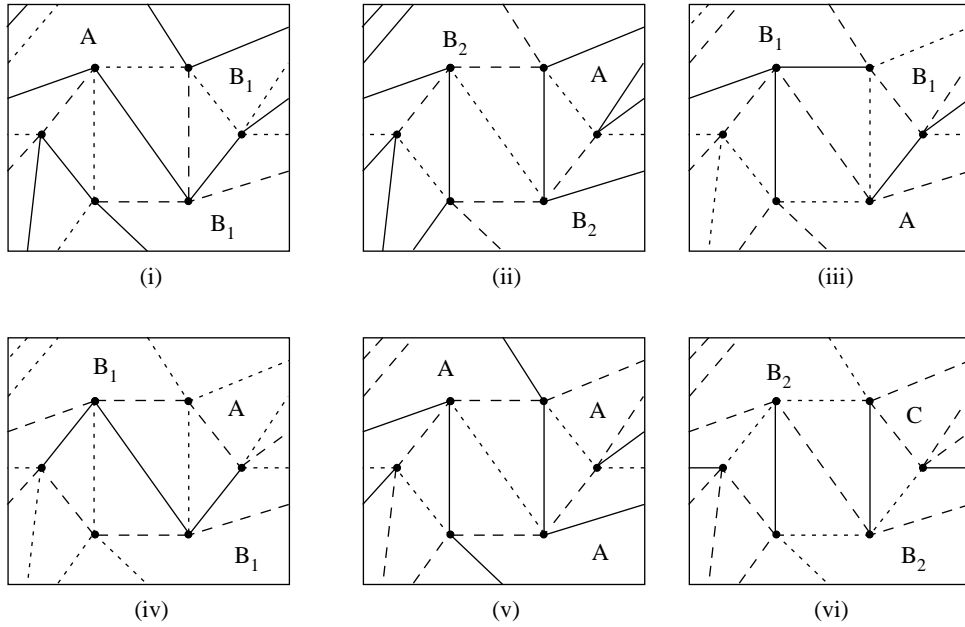 A
B₁
B₁
(i)
B₂
A
B₂
(ii)
B₁
B₁
A
(iii)
B₁
A
B₁
(iv)
A
A
A
(v)
B₂
C
B₂
(vi)